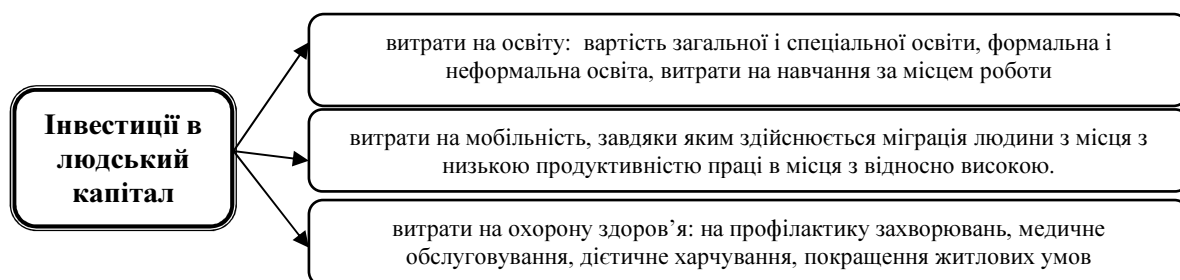 Інвестиції в
людський
капітал
витрати на освіту: вартість загальної і спеціальної освіти, формальна і
неформальна освіта, витрати на навчання за місцем роботи
витрати на мобільність, завдяки яким здійснюється міграція людини з місця з
низькою продуктивністю праці в місця з відносно високою.
витрати на охорону здоров’я: на профілактику захворювань, медичне
обслуговування, дієтичне харчування, покращення житлових умов